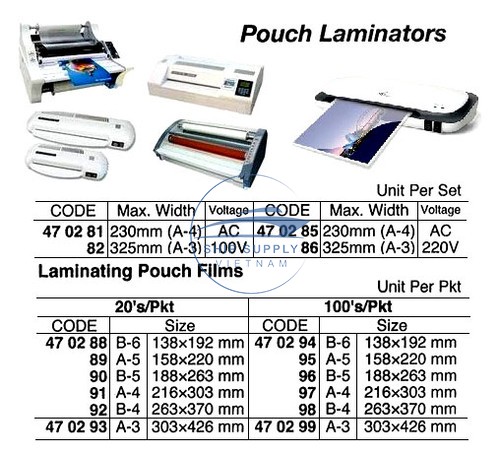 Pouch Laminators
Unit Per Set
CODE Max. Width Voltage CODE Max. Width Voltage
47 02 81 230mm (A-4) AC 47 02 85 230mm (A-4) AC
82 325mm (A-3) 100V 86 325mm (A-3) 220V
SHIP SUPPLY
VIETNAM
Laminating Pouch Films
Unit Per Pkt
20's/Pkt 100's/Pkt
CODE Size CODE Size
47 02 88 B-6 138×192 mm 47 02 94 B-6 138×192 mm
89 A-5 158×220 mm 95 A-5 158×220 mm
90 B-5 188×263 mm 96 B-5 188×263 mm
91 A-4 216×303 mm 97 A-4 216×303 mm
92 B-4 263×370 mm 98 B-4 263×370 mm
47 02 93 A-3 303×426 mm 47 02 99 A-3 303×426 mm